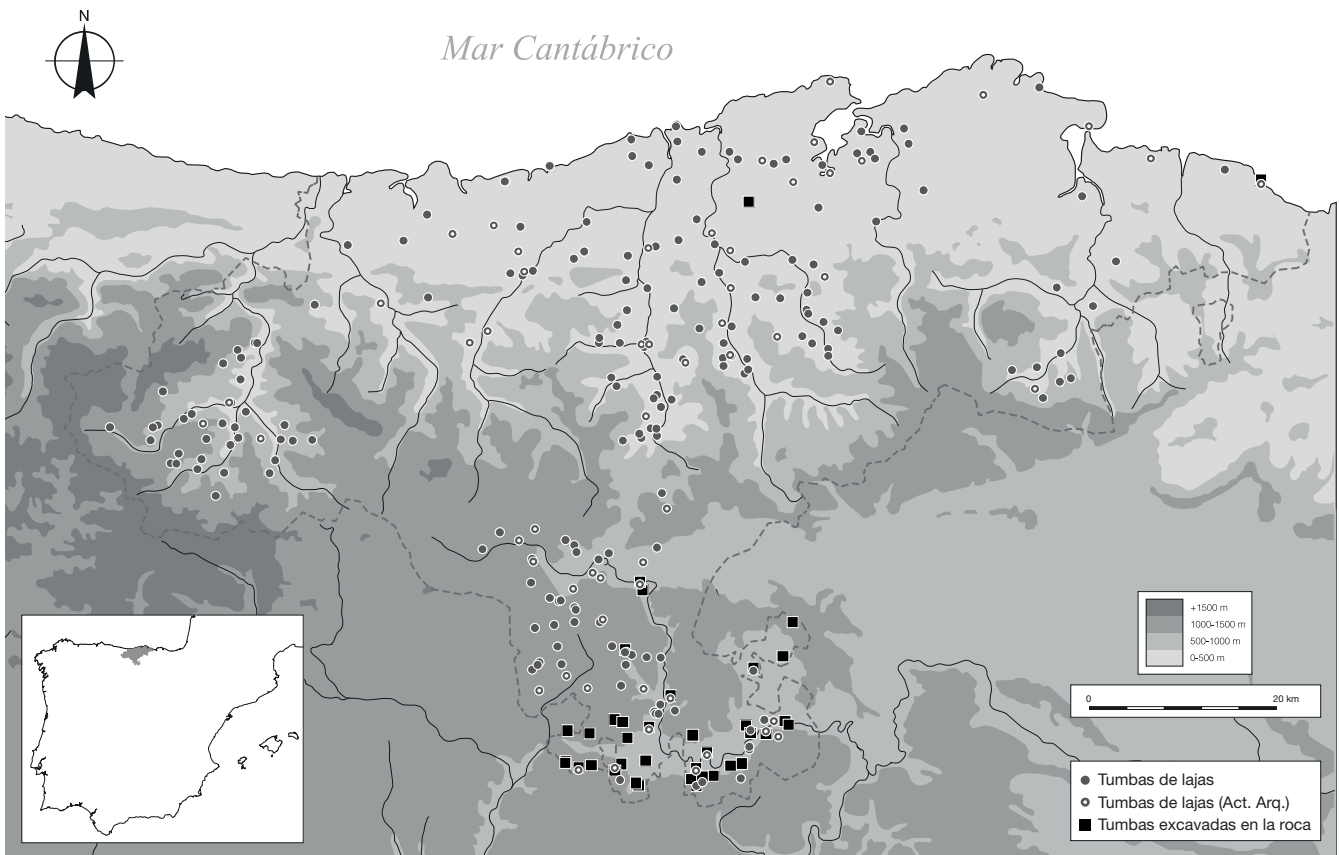 N
Mar Cantábrico
+1500 m
1000-1500 m
500-1000 m
0-500 m
0 20 km
Tumbas de lajas
Tumbas de lajas (Act. Arq.)
Tumbas excavadas en la roca